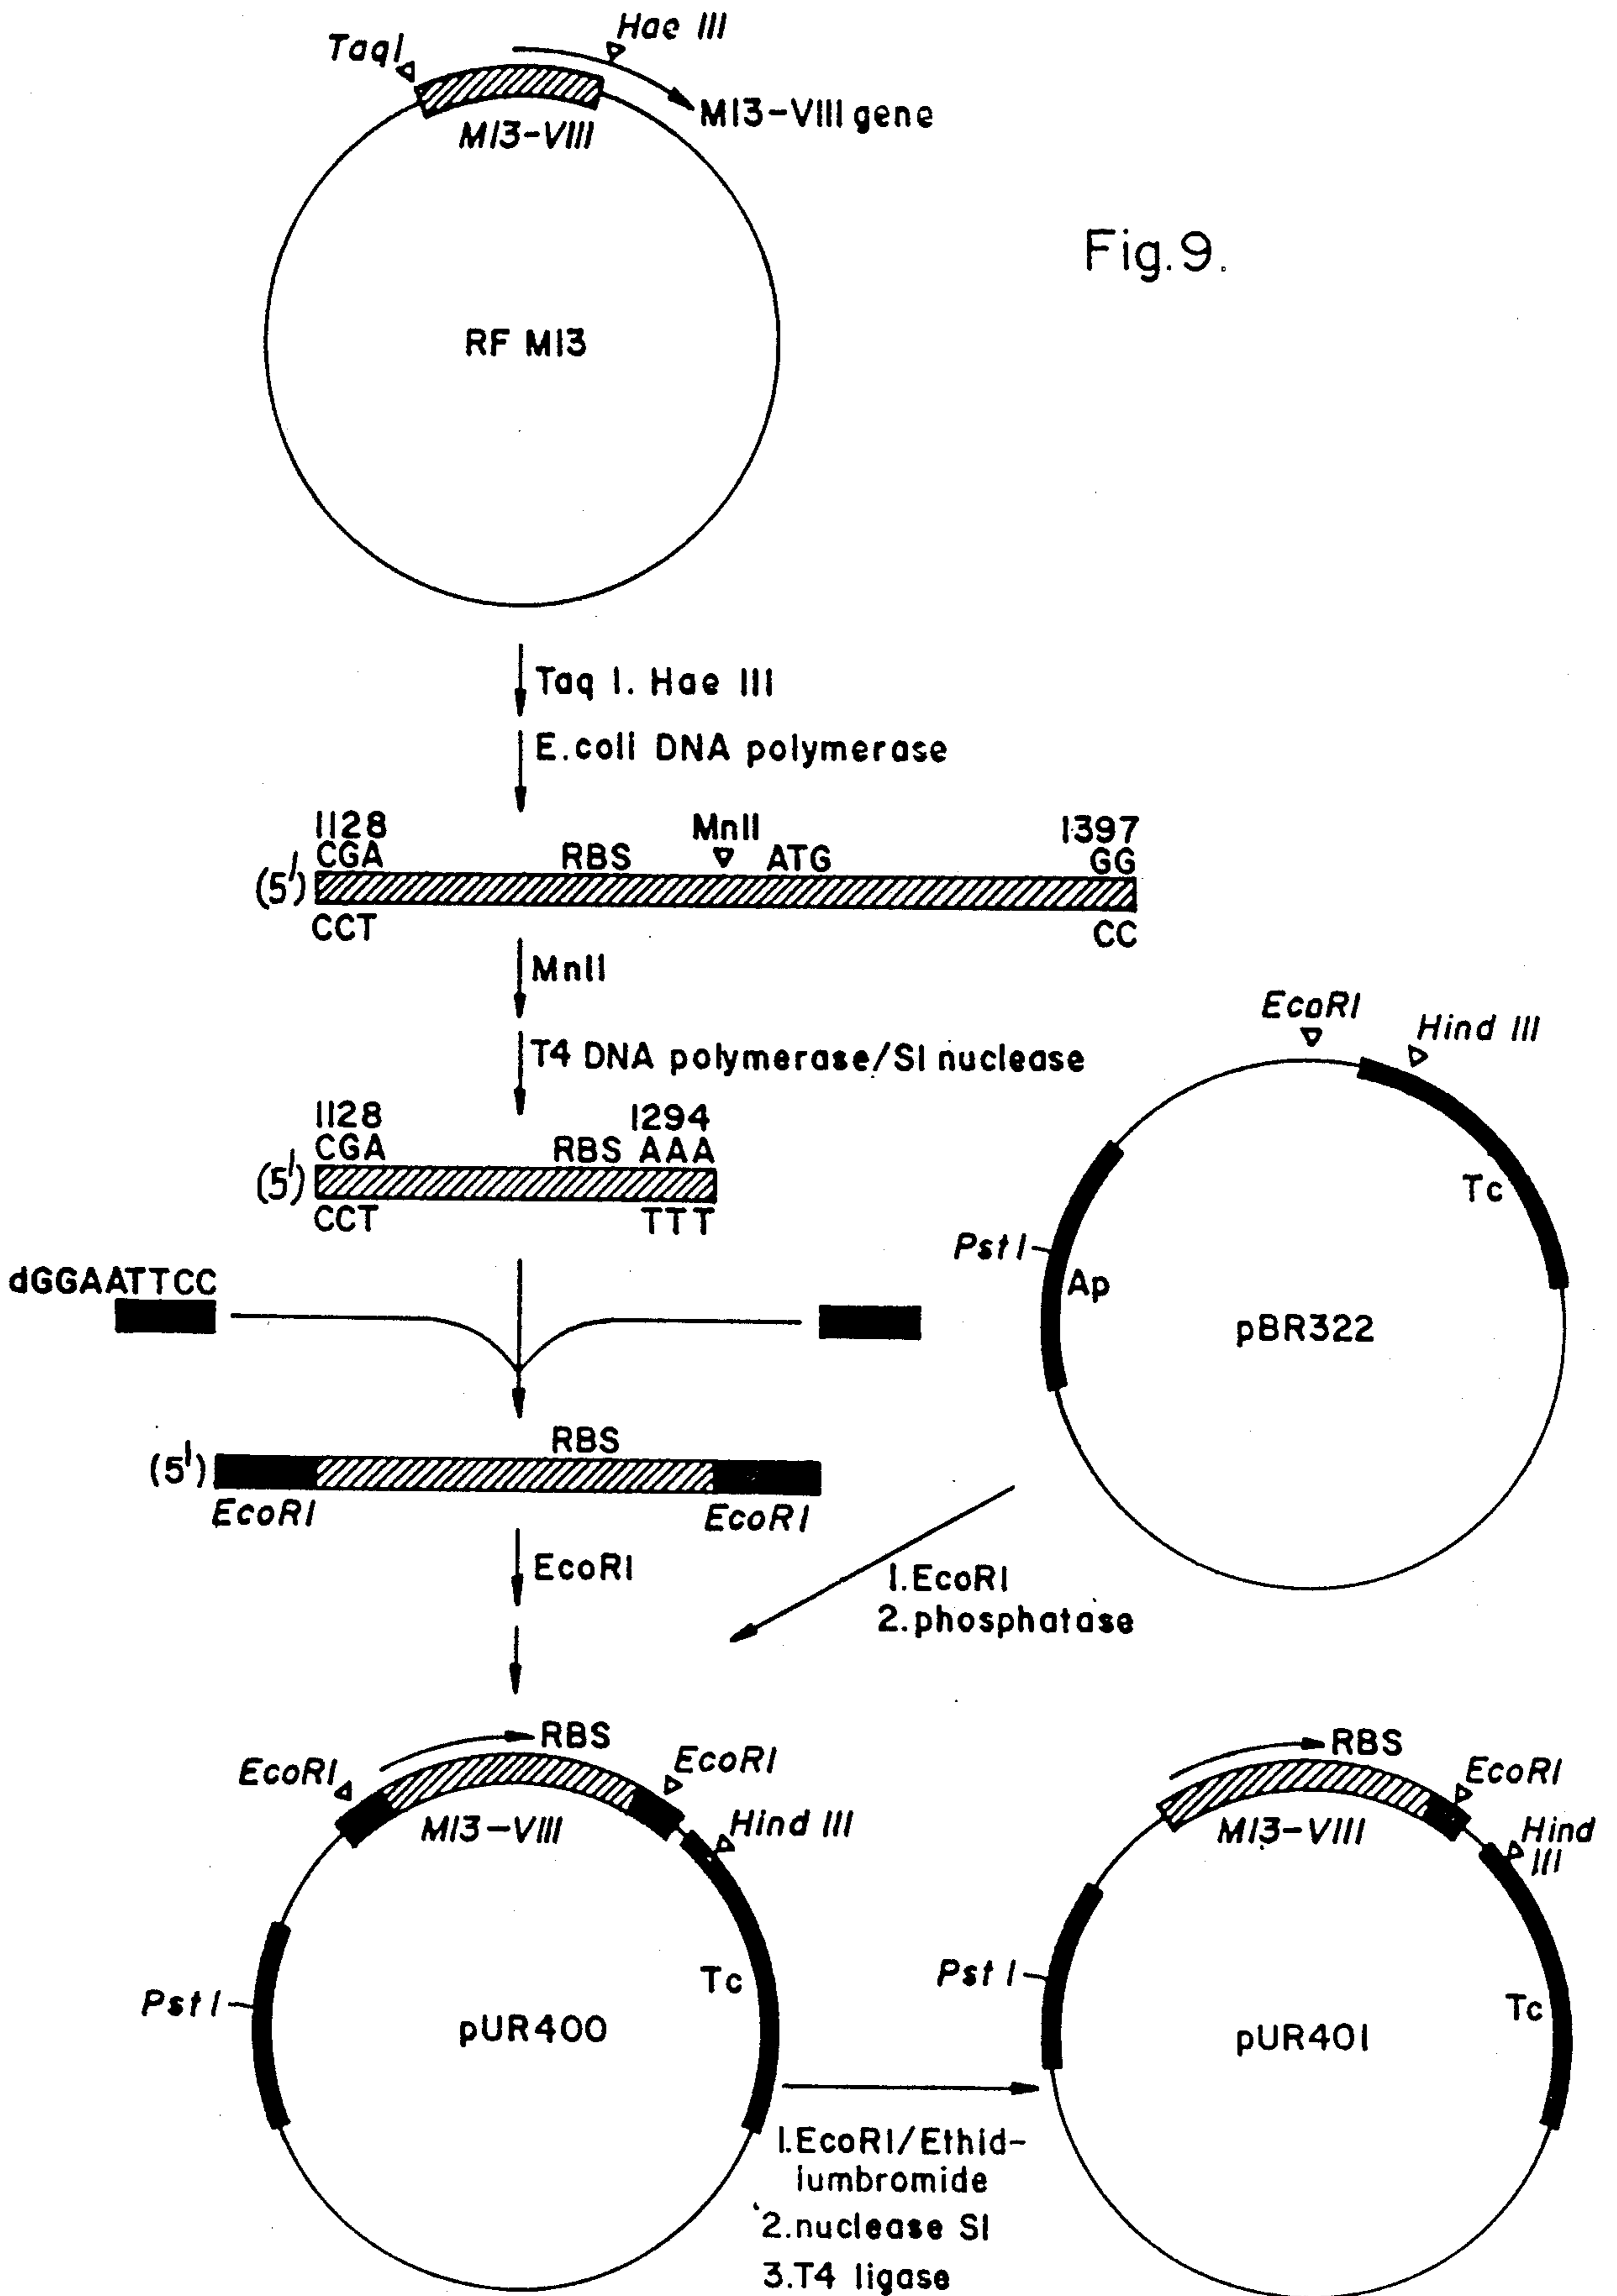 TaqI
Hae III
M13-VIII gene
M13-VIII
Fig.9.
RF M13
Taq I. Hae III
E.coli DNA polymerase
1128
MnlI
1397
CGA
RBS
ATG
GG
(5')
CCT
CC
MnlI
T4 DNA polymerase/S1 nuclease
EcoRI
Hind III
1128
1294
CGA
RBS AAA
(5')
CCT
TTT
Tc
Pst I
Ap
pBR322
dGGAATTCC
RBS
(5')
EcoRI
EcoRI
EcoRI
1.EcoRI
2.phosphatase
RBS
EcoRI
EcoRI
M13-VIII
Hind III
Pst I
Tc
pUR400
RBS
EcoRI
M13-VIII
Hind
III
Pst I
Tc
pUR401
1.EcoRI/Ethid-
iumbromide
2.nuclease S1
3.T4 ligase